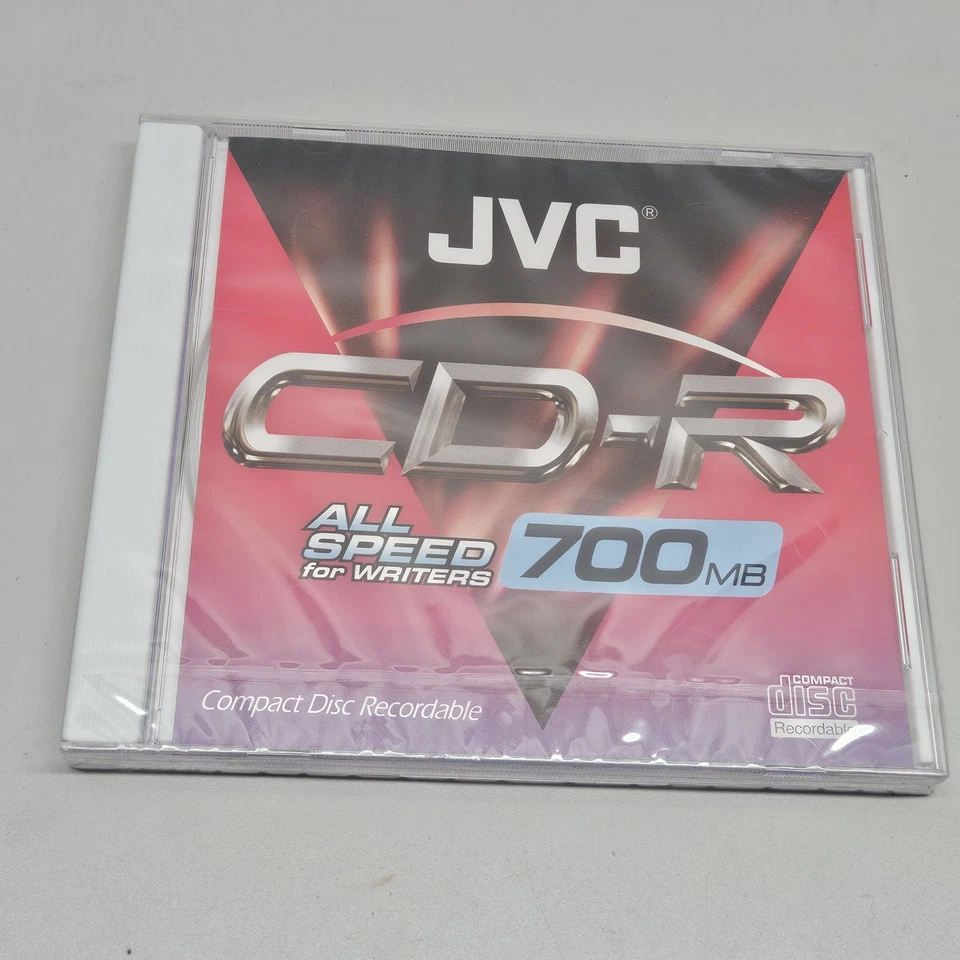 JVC®
CD-R
ALL
SPEED
for WRITERS
700MB
Compact Disc Recordable
COMPACT
disc
Recordable